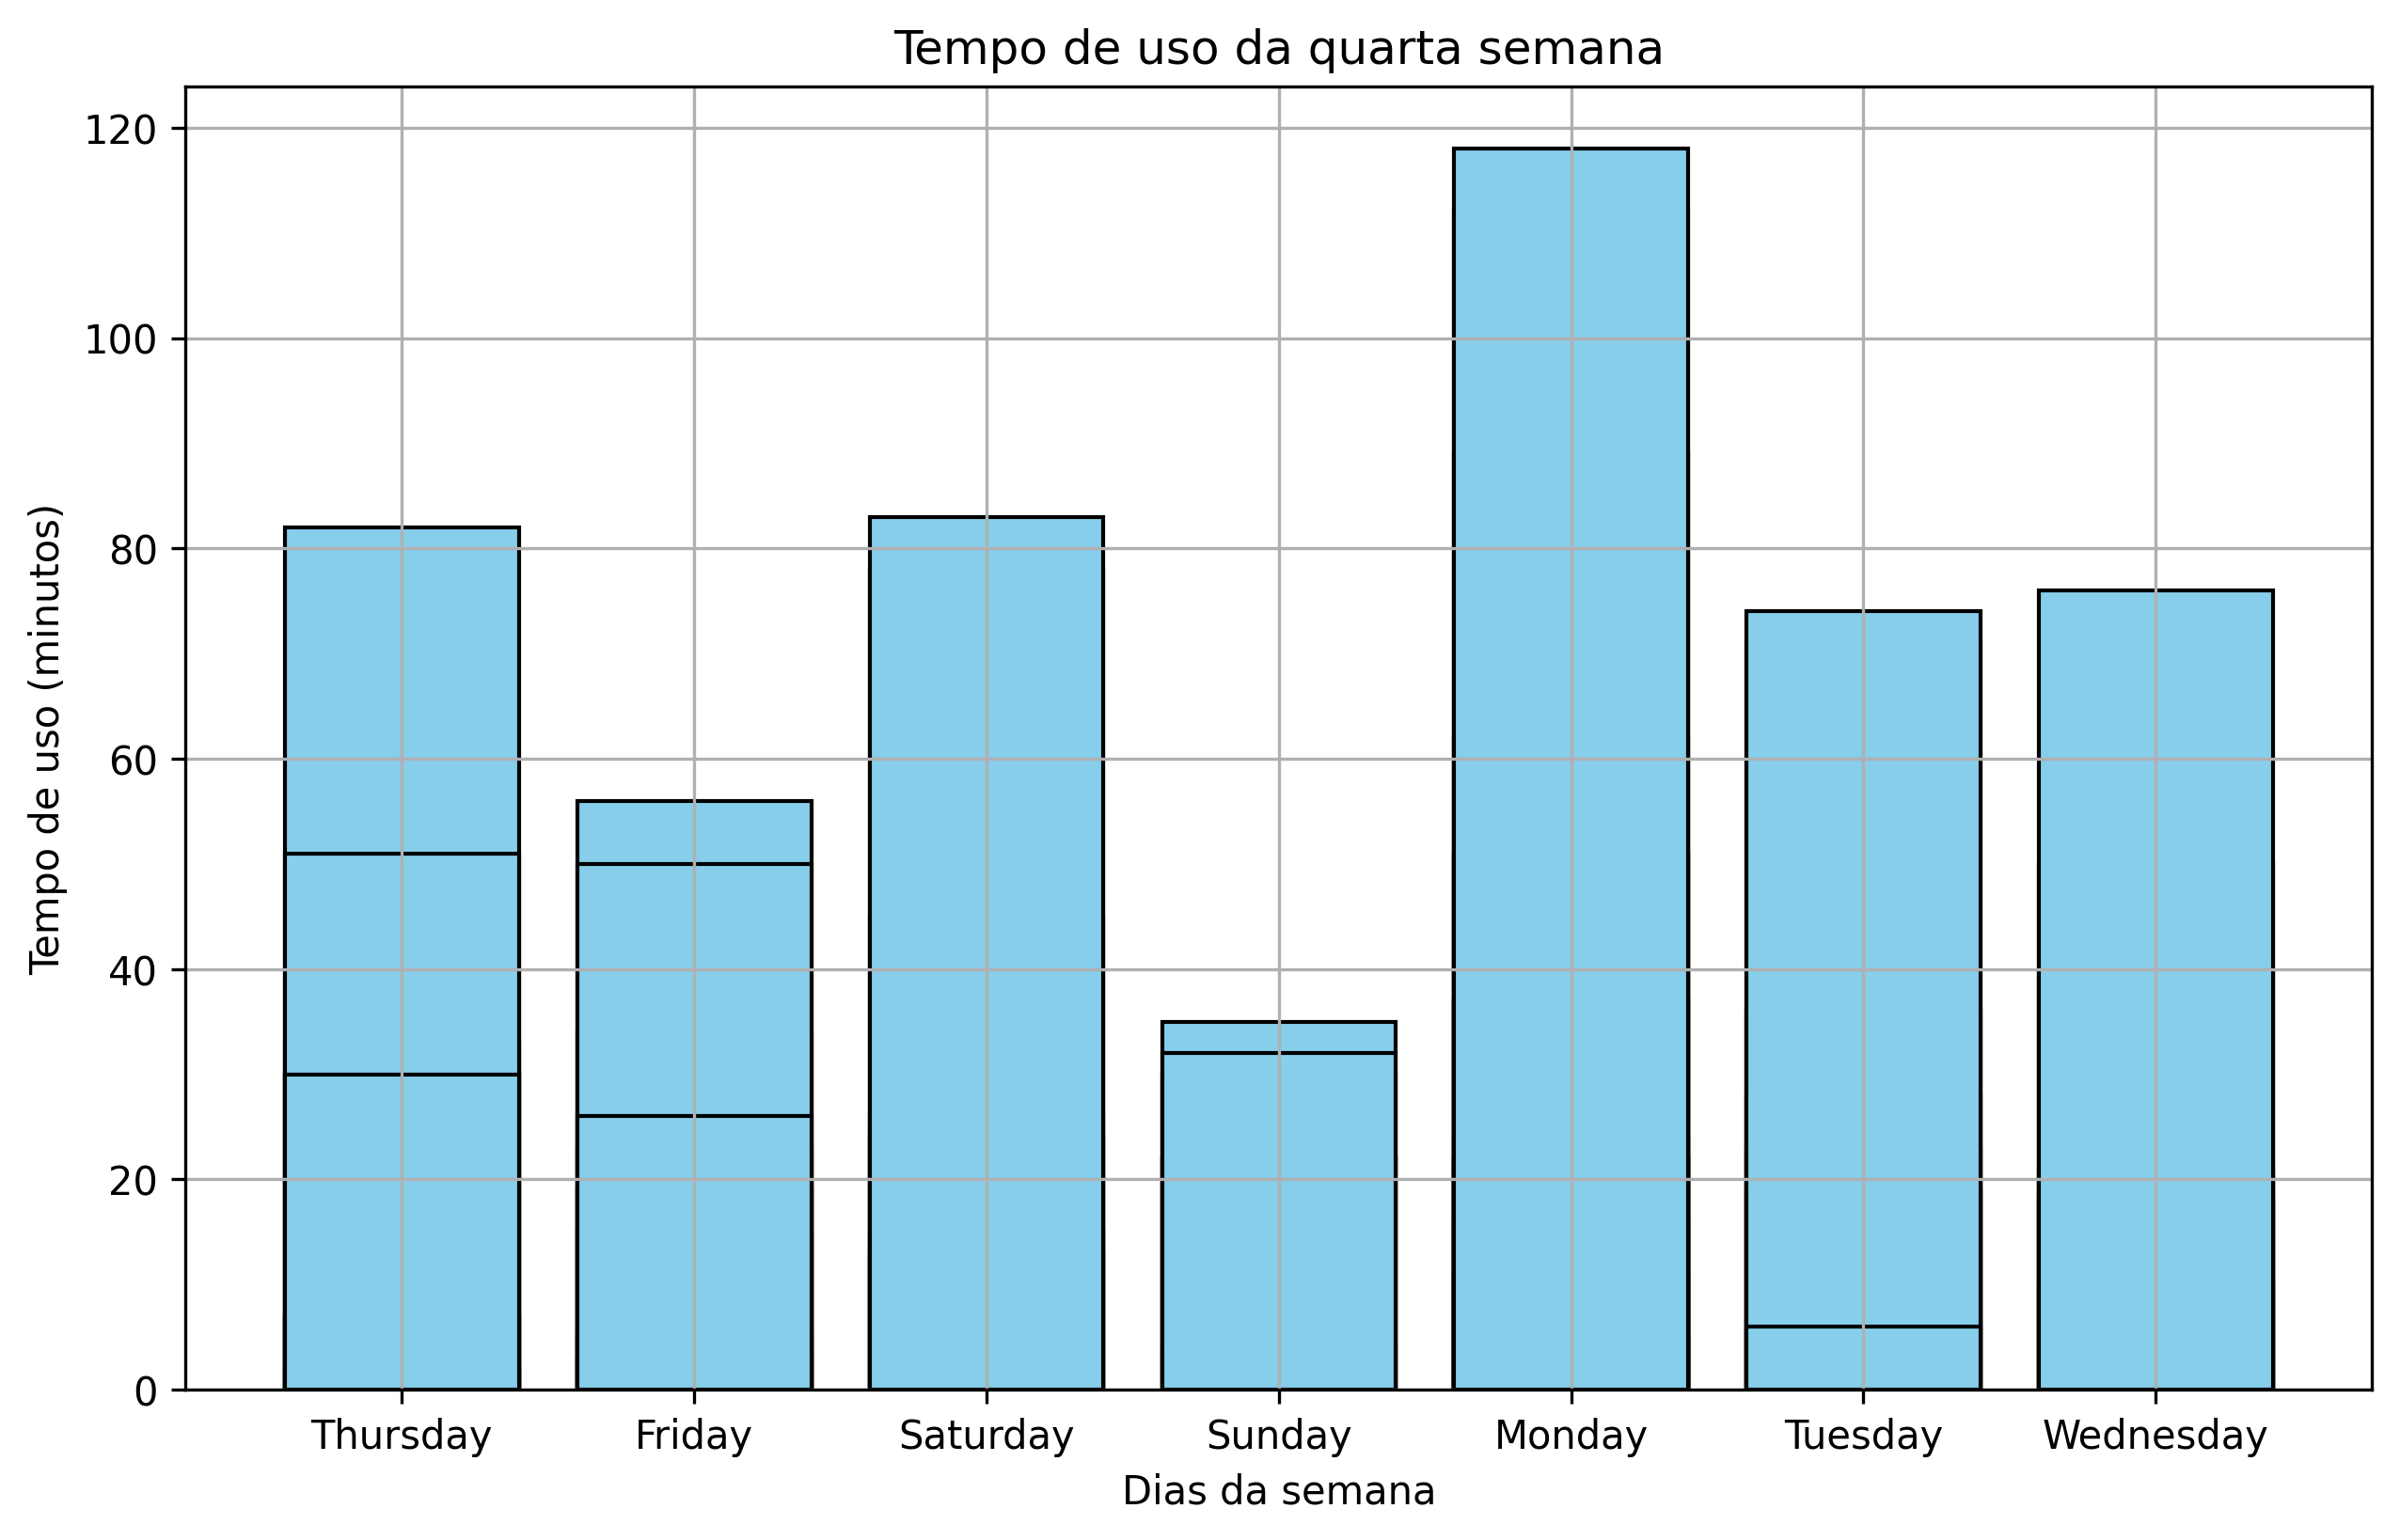 Tempo de uso da quarta semana
Tempo de uso (minutos)
120
100
80
60
40
20
0
Thursday Friday Saturday Sunday Monday Tuesday Wednesday
Dias da semana